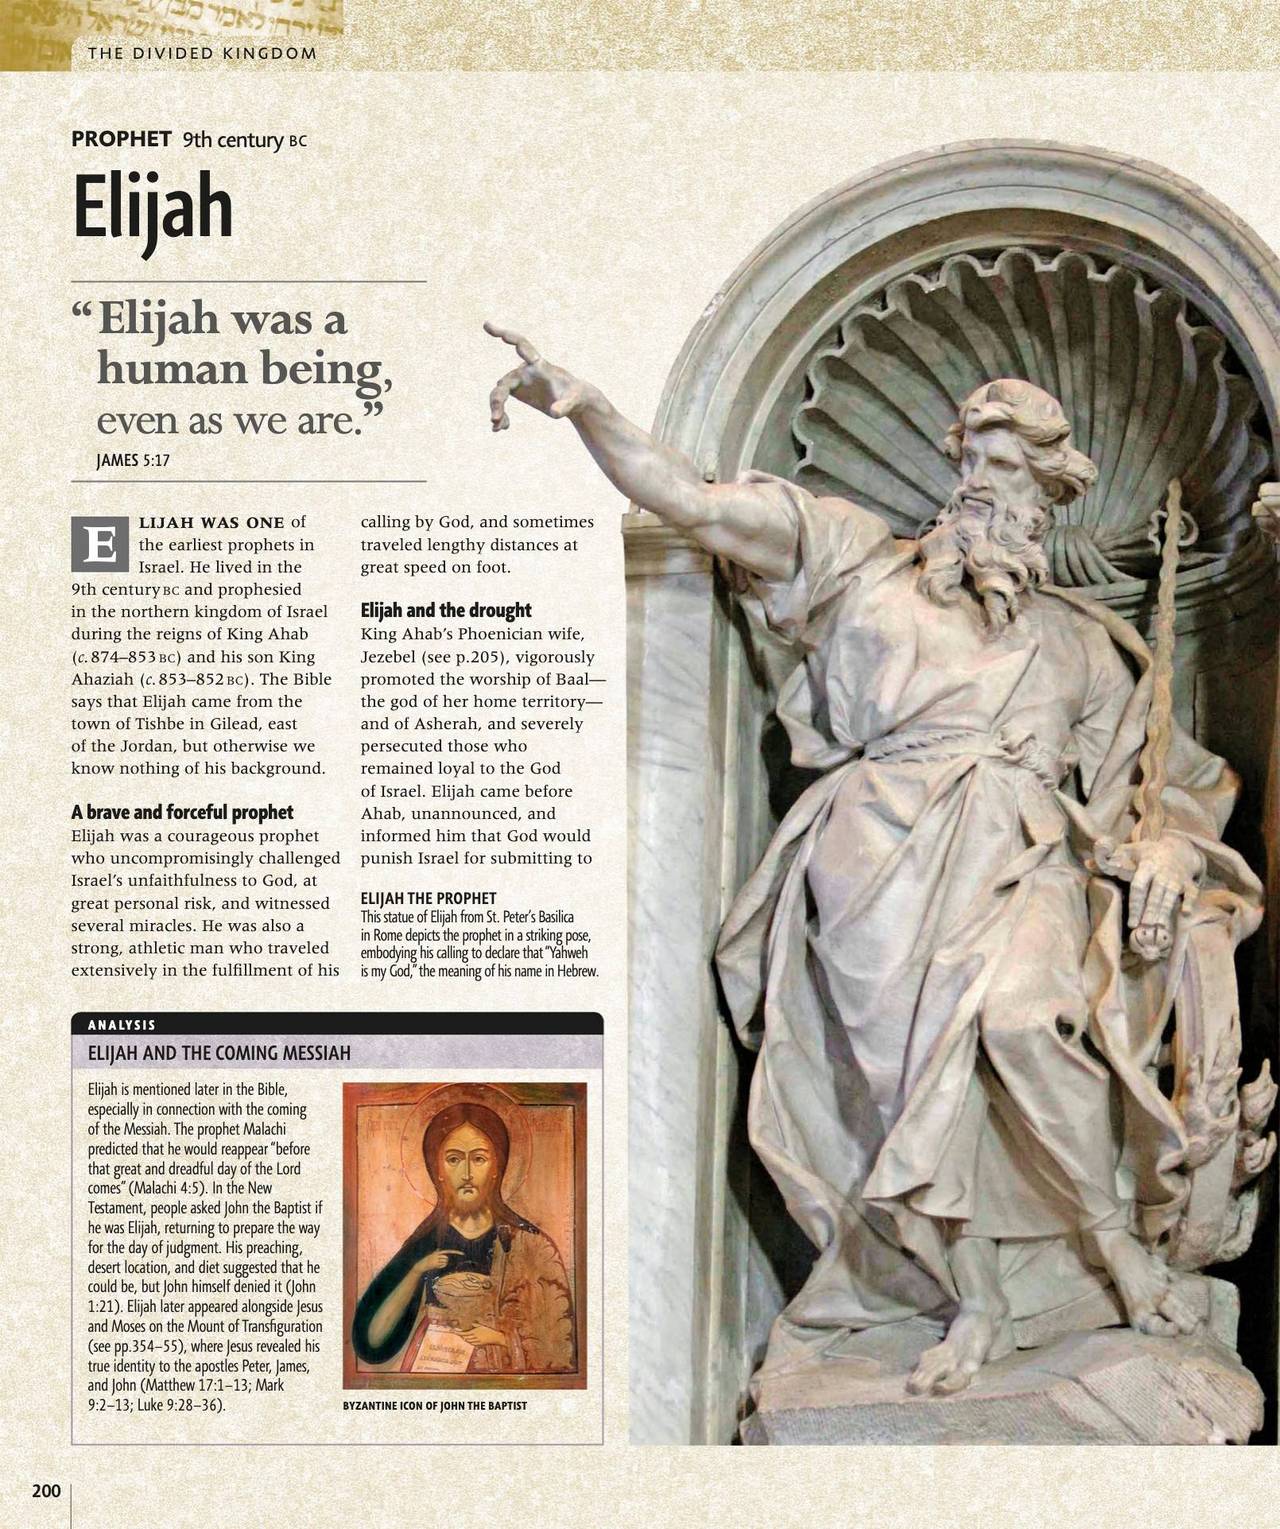 THE DIVIDED KINGDOM
PROPHET 9th century BC
Elijah
“Elijah was a
human being,
even as we are.”
JAMES 5:17
ELIJAH WAS ONE of
the earliest prophets in
Israel. He lived in the
9th century BC and prophesied
in the northern kingdom of Israel
during the reigns of King Ahab
(c. 874–853 BC) and his son King
Ahaziah (c. 853–852 BC). The Bible
says that Elijah came from the
town of Tishbe in Gilead, east
of the Jordan, but otherwise we
know nothing of his background.
A brave and forceful prophet
Elijah was a courageous prophet
who uncompromisingly challenged
Israel’s unfaithfulness to God, at
great personal risk, and witnessed
several miracles. He was also a
strong, athletic man who traveled
extensively in the fulfillment of his
calling by God, and sometimes
traveled lengthy distances at
great speed on foot.
Elijah and the drought
King Ahab’s Phoenician wife,
Jezebel (see p.205), vigorously
promoted the worship of Baal—
the god of her home territory—
and of Asherah, and severely
persecuted those who
remained loyal to the God
of Israel. Elijah came before
Ahab, unannounced, and
informed him that God would
punish Israel for submitting to
ELIJAH THE PROPHET
This statue of Elijah from St. Peter’s Basilica
in Rome depicts the prophet in a striking pose,
embodying his calling to declare that “Yahweh
is my God,” the meaning of his name in Hebrew.
ANALYSIS
ELIJAH AND THE COMING MESSIAH
Elijah is mentioned later in the Bible,
especially in connection with the coming
of the Messiah. The prophet Malachi
predicted that he would reappear “before
that great and dreadful day of the Lord
comes” (Malachi 4:5). In the New
Testament, people asked John the Baptist if
he was Elijah, returning to prepare the way
for the day of judgment. His preaching,
desert location, and diet suggested that he
could be, but John himself denied it (John
1:21). Elijah later appeared alongside Jesus
and Moses on the Mount of Transfiguration
(see pp.354–55), where Jesus revealed his
true identity to the apostles Peter, James,
and John (Matthew 17:1–13; Mark
9:2–13; Luke 9:28–36).
BYZANTINE ICON OF JOHN THE BAPTIST
200